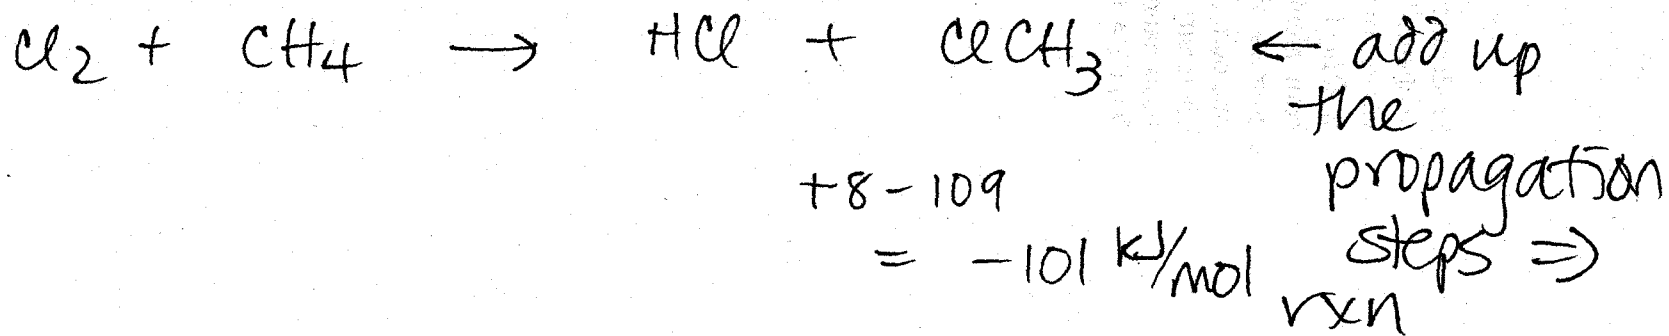 Cl2 + CH4 → HCl + ClCH3 ← add up
the
propagation
+8 - 109
steps ⇒
= -101 kJ/mol
rxn